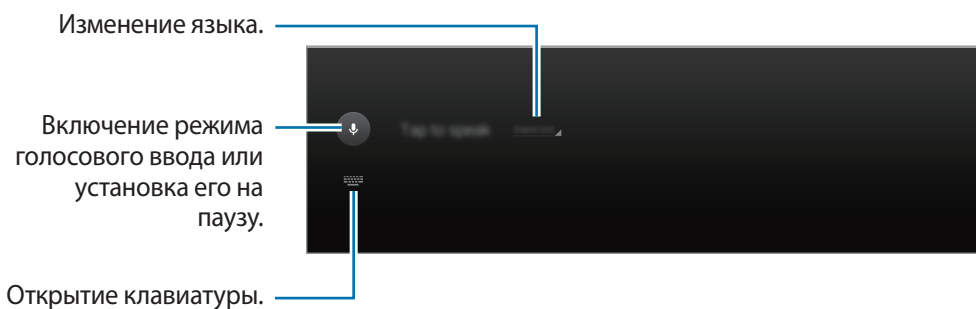 Изменение языка.
Tap to speak
Включение режима
голосового ввода или
установка его на
паузу.
Открытие клавиатуры.